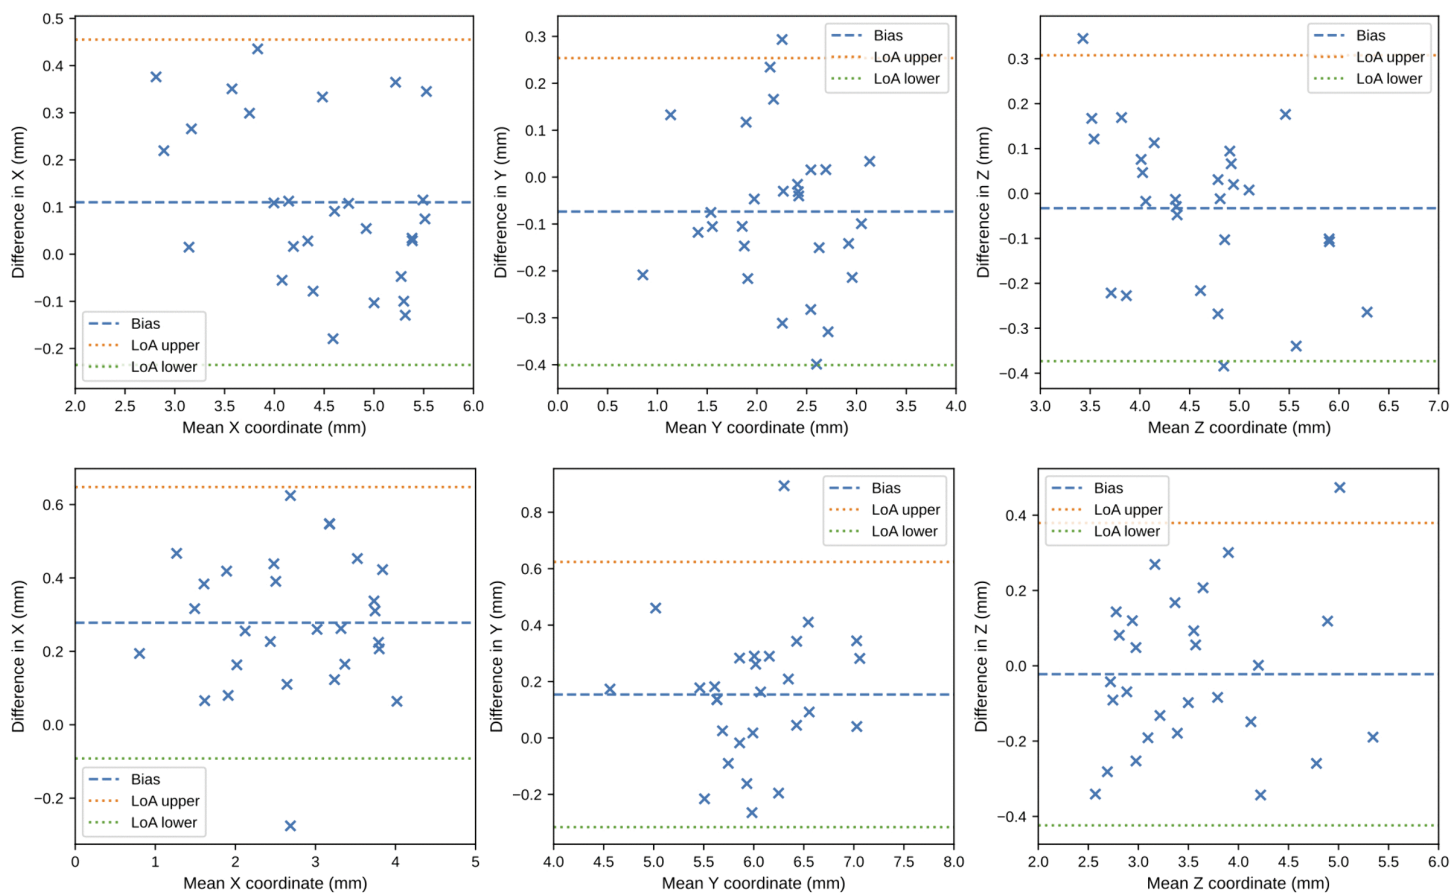 0.5
0.4
0.3
0.2
0.1
0.0
−0.1
−0.2
Difference in X (mm)
Bias
LoA upper
LoA lower
2.0 2.5 3.0 3.5 4.0 4.5 5.0 5.5 6.0
Mean X coordinate (mm)
0.3
0.2
0.1
0.0
−0.1
−0.2
−0.3
−0.4
Difference in Y (mm)
Bias
LoA upper
LoA lower
0.0 0.5 1.0 1.5 2.0 2.5 3.0 3.5 4.0
Mean Y coordinate (mm)
0.3
0.2
0.1
0.0
−0.1
−0.2
−0.3
−0.4
Difference in Z (mm)
Bias
LoA upper
LoA lower
3.0 3.5 4.0 4.5 5.0 5.5 6.0 6.5 7.0
Mean Z coordinate (mm)
0.6
0.4
0.2
0.0
−0.2
Difference in X (mm)
Bias
LoA upper
LoA lower
0 1 2 3 4 5
Mean X coordinate (mm)
0.8
0.6
0.4
0.2
0.0
−0.2
Difference in Y (mm)
Bias
LoA upper
LoA lower
4.0 4.5 5.0 5.5 6.0 6.5 7.0 7.5 8.0
Mean Y coordinate (mm)
0.4
0.2
0.0
−0.2
−0.4
Difference in Z (mm)
Bias
LoA upper
LoA lower
2.0 2.5 3.0 3.5 4.0 4.5 5.0 5.5 6.0
Mean Z coordinate (mm)